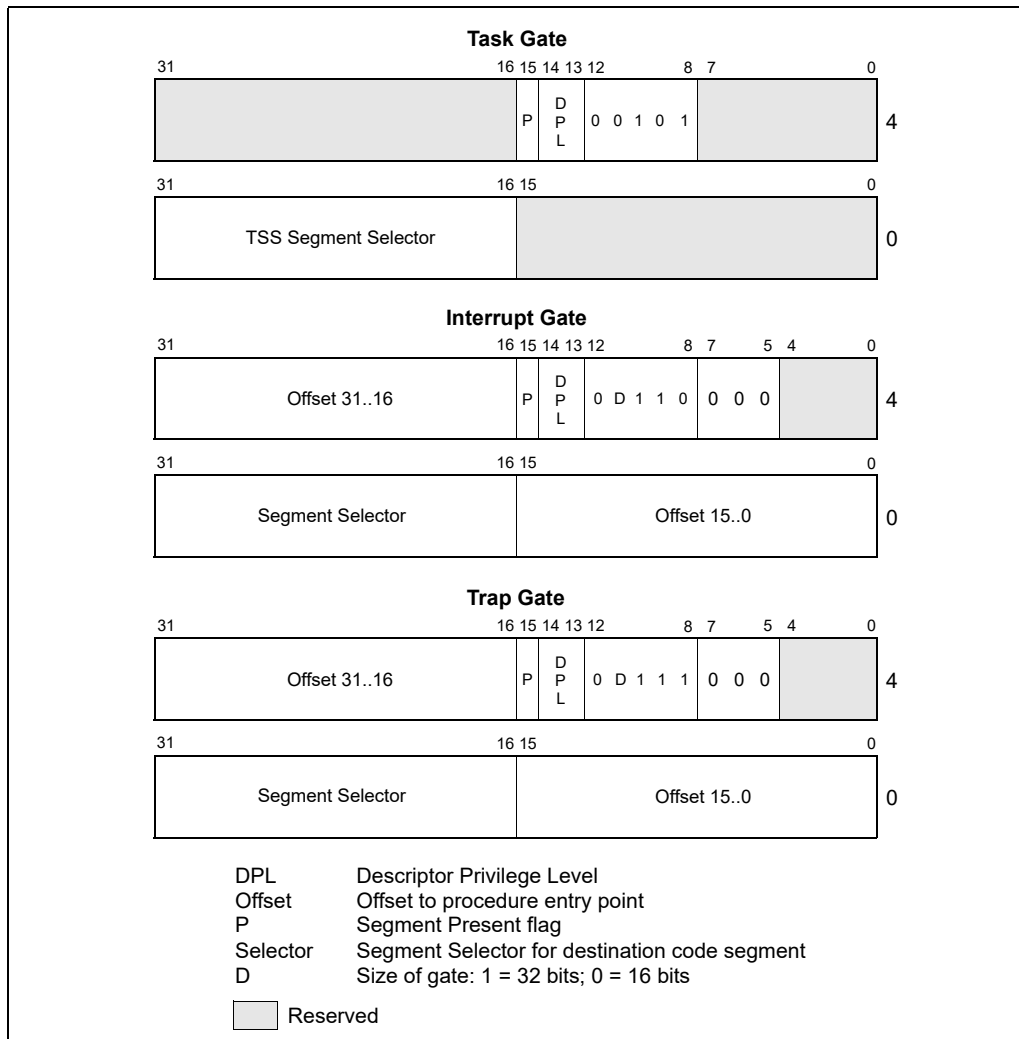 Task Gate
31 16 15 14 13 12 8 7 0
P DPL 0 0 1 0 1 4
31 16 15 0
TSS Segment Selector 0
Interrupt Gate
31 16 15 14 13 12 8 7 5 4 0
Offset 31..16 P DPL 0 D 1 1 0 0 0 0 4
31 16 15 0
Segment Selector Offset 15..0 0
Trap Gate
31 16 15 14 13 12 8 7 5 4 0
Offset 31..16 P DPL 0 D 1 1 1 0 0 0 4
31 16 15 0
Segment Selector Offset 15..0 0
DPL Descriptor Privilege Level
Offset Offset to procedure entry point
P Segment Present flag
Selector Segment Selector for destination code segment
D Size of gate: 1 = 32 bits; 0 = 16 bits
Reserved